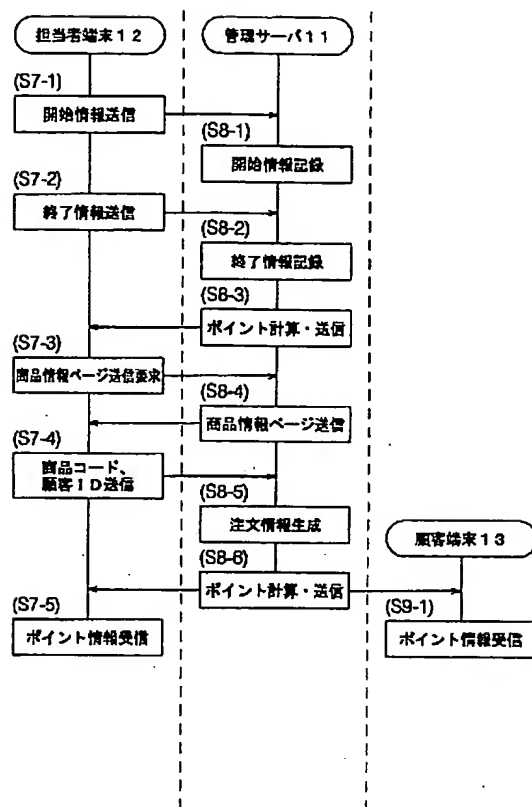 担当者端末12
管理サーバ11
(S7-1)
開始情報送信
(S8-1)
開始情報記録
(S7-2)
終了情報送信
(S8-2)
終了情報記録
(S8-3)
ポイント計算・送信
(S7-3)
商品情報ページ送信要求
(S8-4)
商品情報ページ送信
(S7-4)
商品コード、
顧客ID送信
(S8-5)
注文情報生成
顧客端末13
(S8-6)
ポイント計算・送信
(S7-5)
ポイント情報受信
(S9-1)
ポイント情報受信